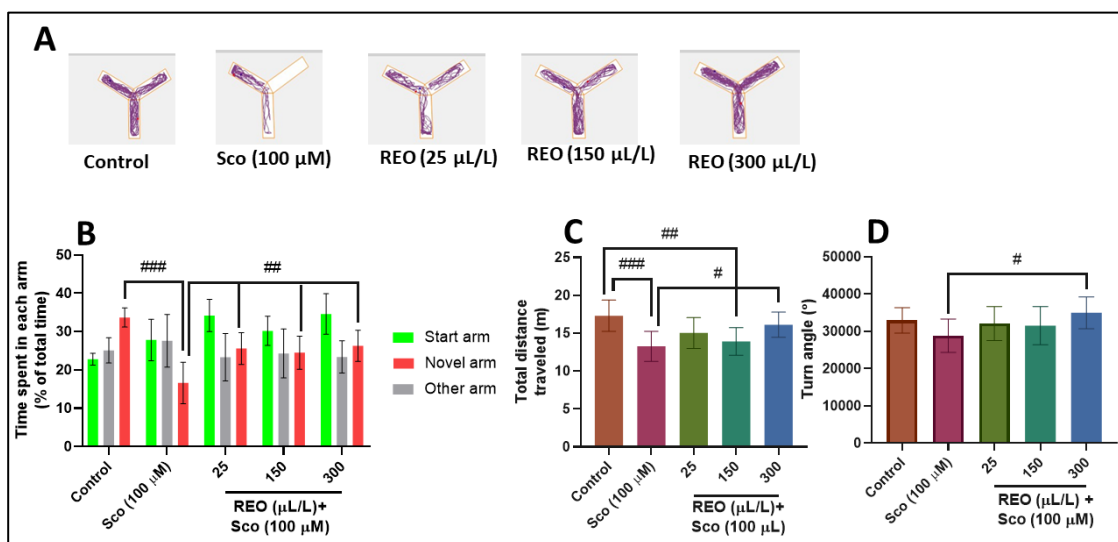 A
Control
Sco (100 µM)
REO (25 µL/L)
REO (150 µL/L)
REO (300 µL/L)
B
Time spent in each arm
(% of total time)
50
40
30
20
10
0
###
##
Start arm
Novel arm
Other arm
Control
Sco (100 µM)
25
150
300
REO (µL/L)+
Sco (100 µM)
C
Total distance
traveled (m)
25
20
15
10
5
0
##
###
#
Control
Sco (100 µM)
25
150
300
REO (µL/L)+
Sco (100 µL)
D
Turn angle (°)
50000
40000
30000
20000
10000
0
#
Control
Sco (100 µM)
25
150
300
REO (µL/L) +
Sco (100 µM)